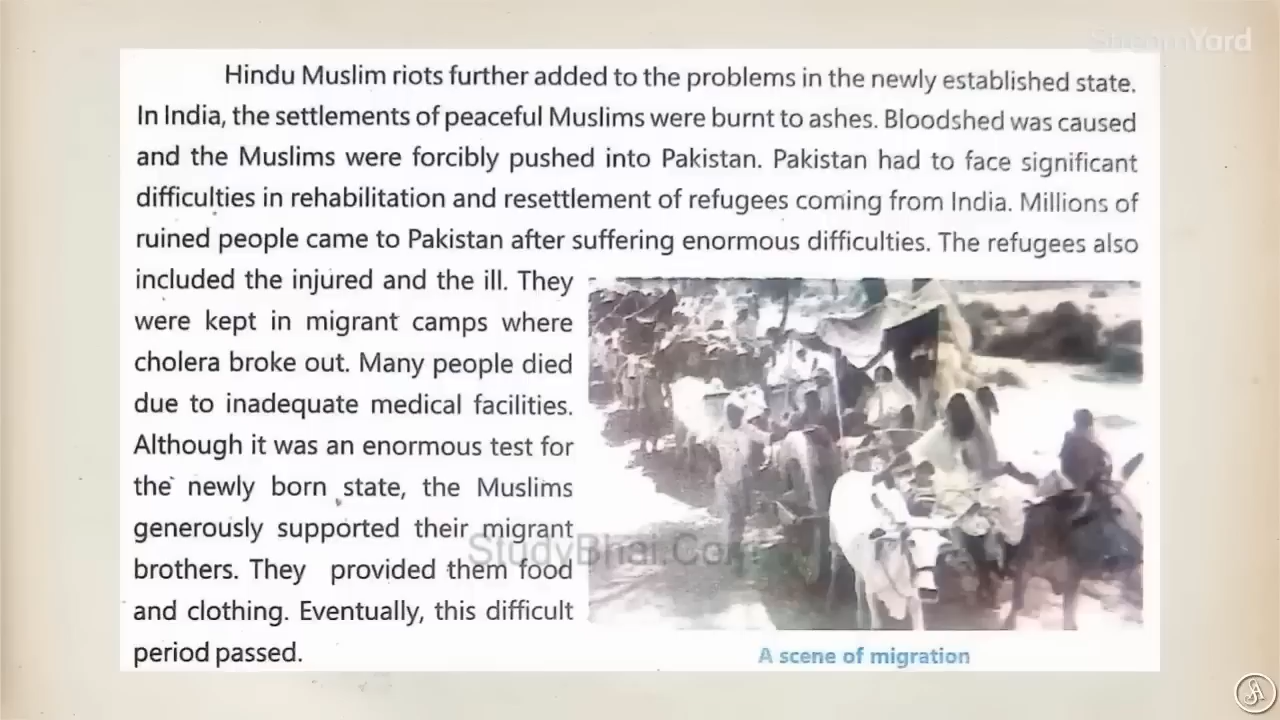 StreamYard
Hindu Muslim riots further added to the problems in the newly established state.
In India, the settlements of peaceful Muslims were burnt to ashes. Bloodshed was caused
and the Muslims were forcibly pushed into Pakistan. Pakistan had to face significant
difficulties in rehabilitation and resettlement of refugees coming from India. Millions of
ruined people came to Pakistan after suffering enormous difficulties. The refugees also
included the injured and the ill. They
were kept in migrant camps where
cholera broke out. Many people died
due to inadequate medical facilities.
Although it was an enormous test for
the newly born state, the Muslims
generously supported their migrant
brothers. They provided them food
and clothing. Eventually, this difficult
period passed.
StudyBhai.Com
A scene of migration